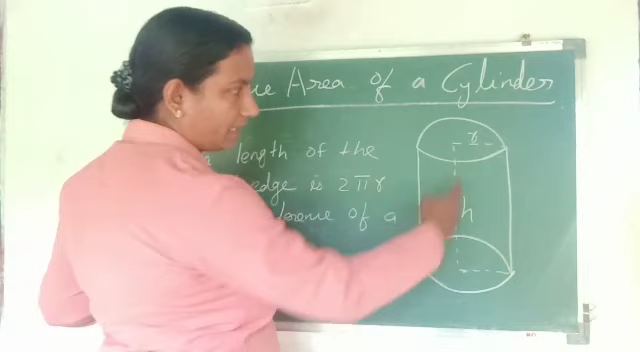 Area of a Cylinder
length of the
edge is 2πr
of a
r
h